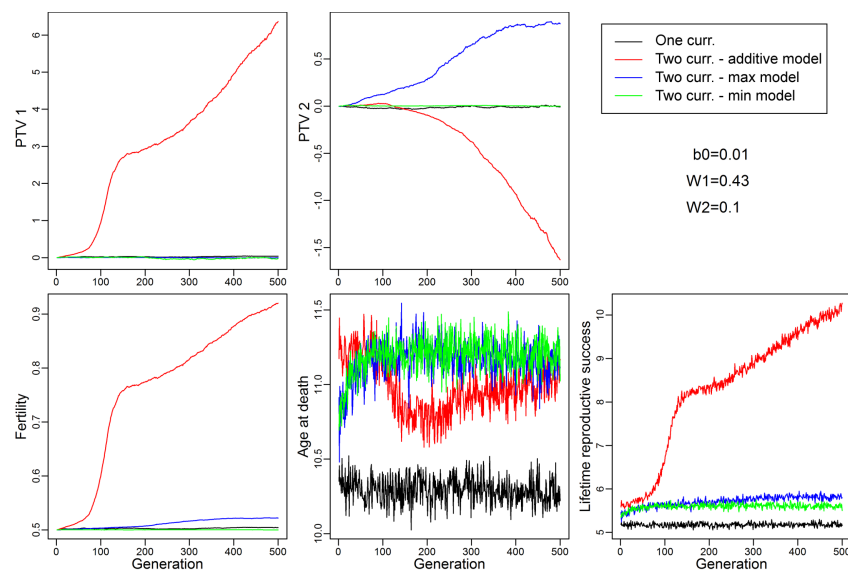 PTV 1
0 1 2 3 4 5 6
0 100 200 300 400 500
PTV 2
-1.5 -1.0 -0.5 0.0 0.5
0 100 200 300 400 500
One curr.
Two curr. - additive model
Two curr. - max model
Two curr. - min model
b0=0.01
W1=0.43
W2=0.1
Fertility
0.5 0.6 0.7 0.8 0.9
0 100 200 300 400 500
Generation
Age at death
10.0 10.5 11.0 11.5
0 100 200 300 400 500
Generation
Lifetime reproductive success
5 6 7 8 9 10
0 100 200 300 400 500
Generation